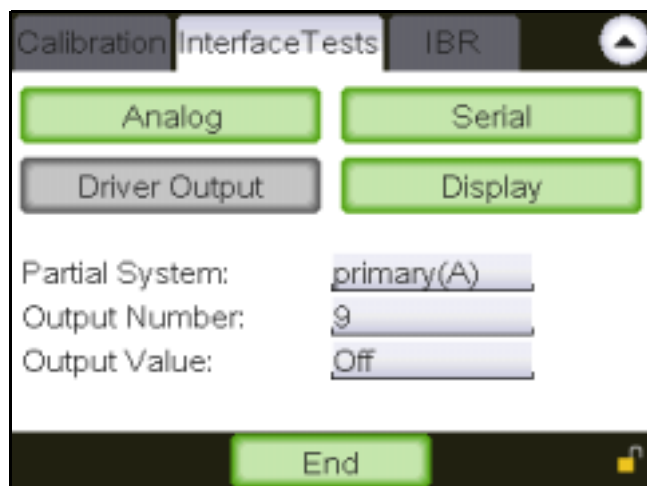 Calibration InterfaceTests IBR
Analog Serial
Driver Output Display
Partial System: primary(A)
Output Number: 9
Output Value: Off
End